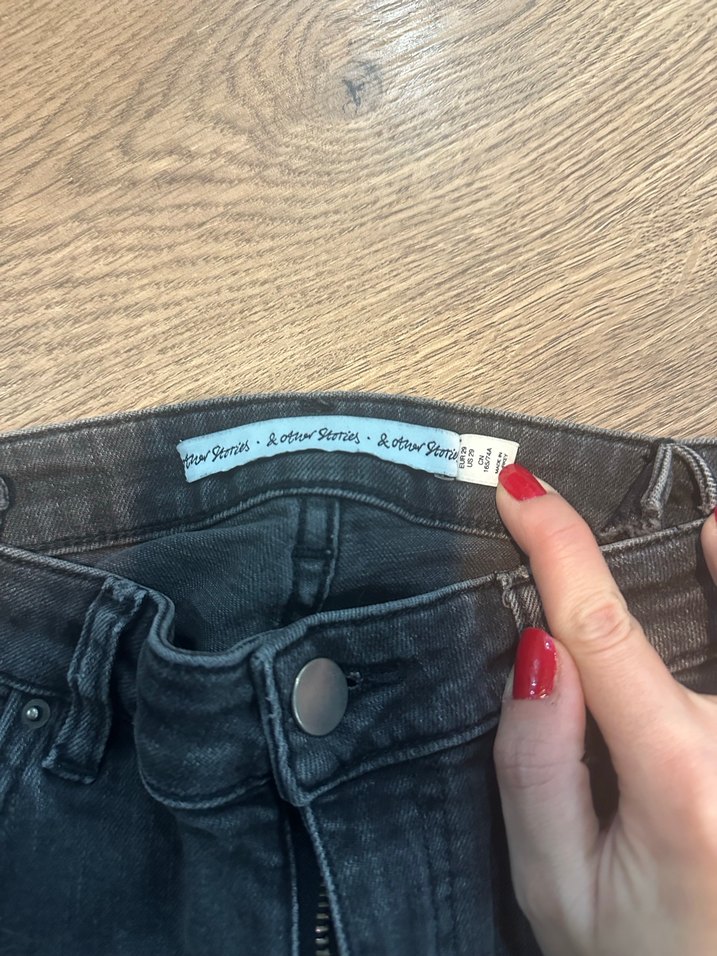 other Stories · & other Stories · & other Stories
EUR 29
US 29
CN
165/74A
MADE IN